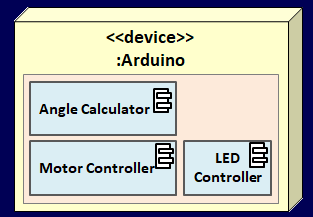 <<device>>
:Arduino
Angle Calculator
Motor Controller
LED
Controller